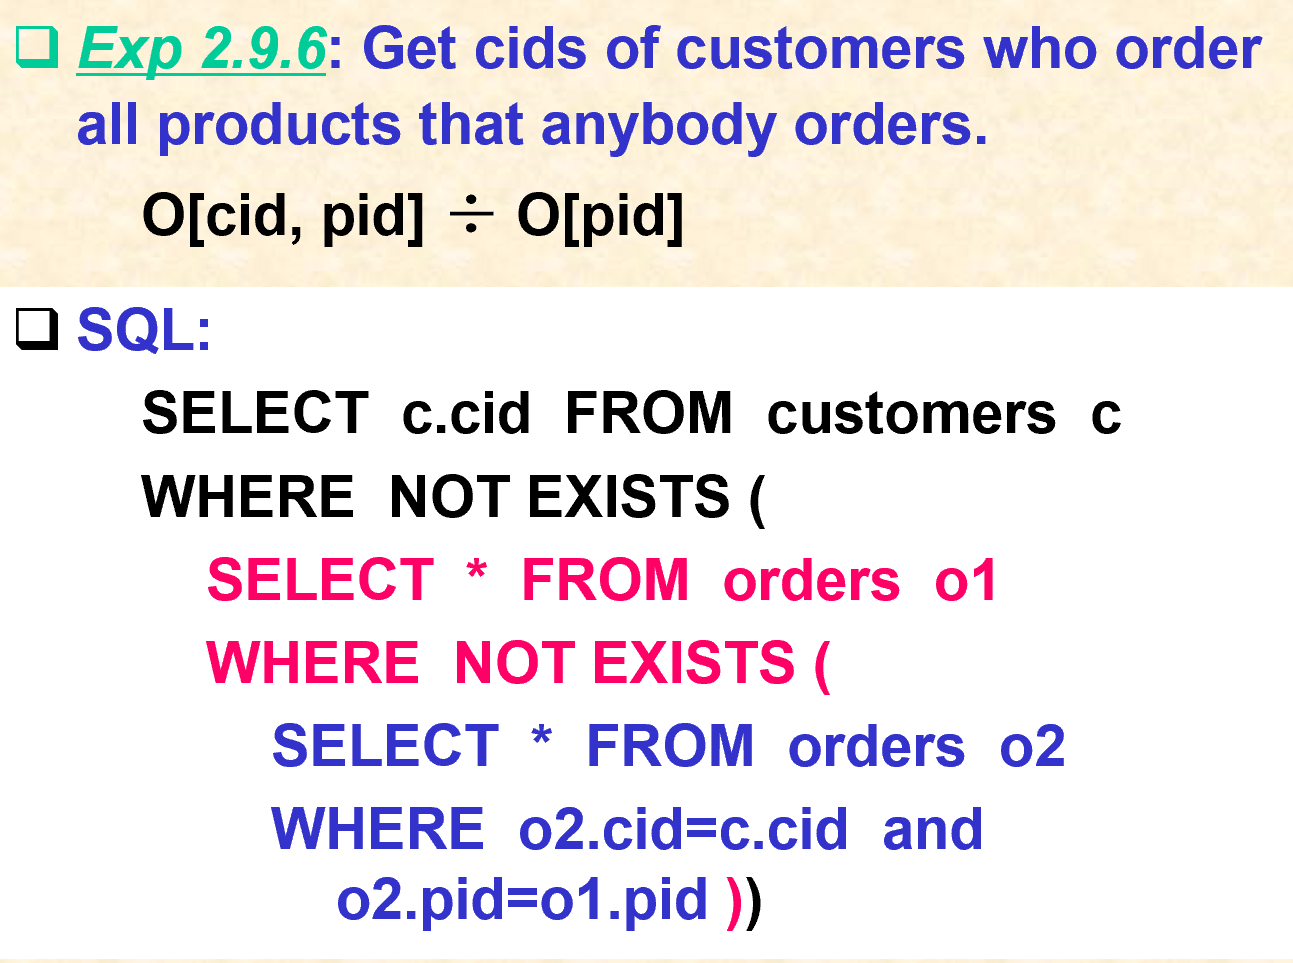 ❑ Exp 2.9.6: Get cids of customers who order
all products that anybody orders.
O[cid, pid] ÷ O[pid]
❑ SQL:
SELECT c.cid FROM customers c
WHERE NOT EXISTS (
SELECT * FROM orders o1
WHERE NOT EXISTS (
SELECT * FROM orders o2
WHERE o2.cid=c.cid and
o2.pid=o1.pid ))